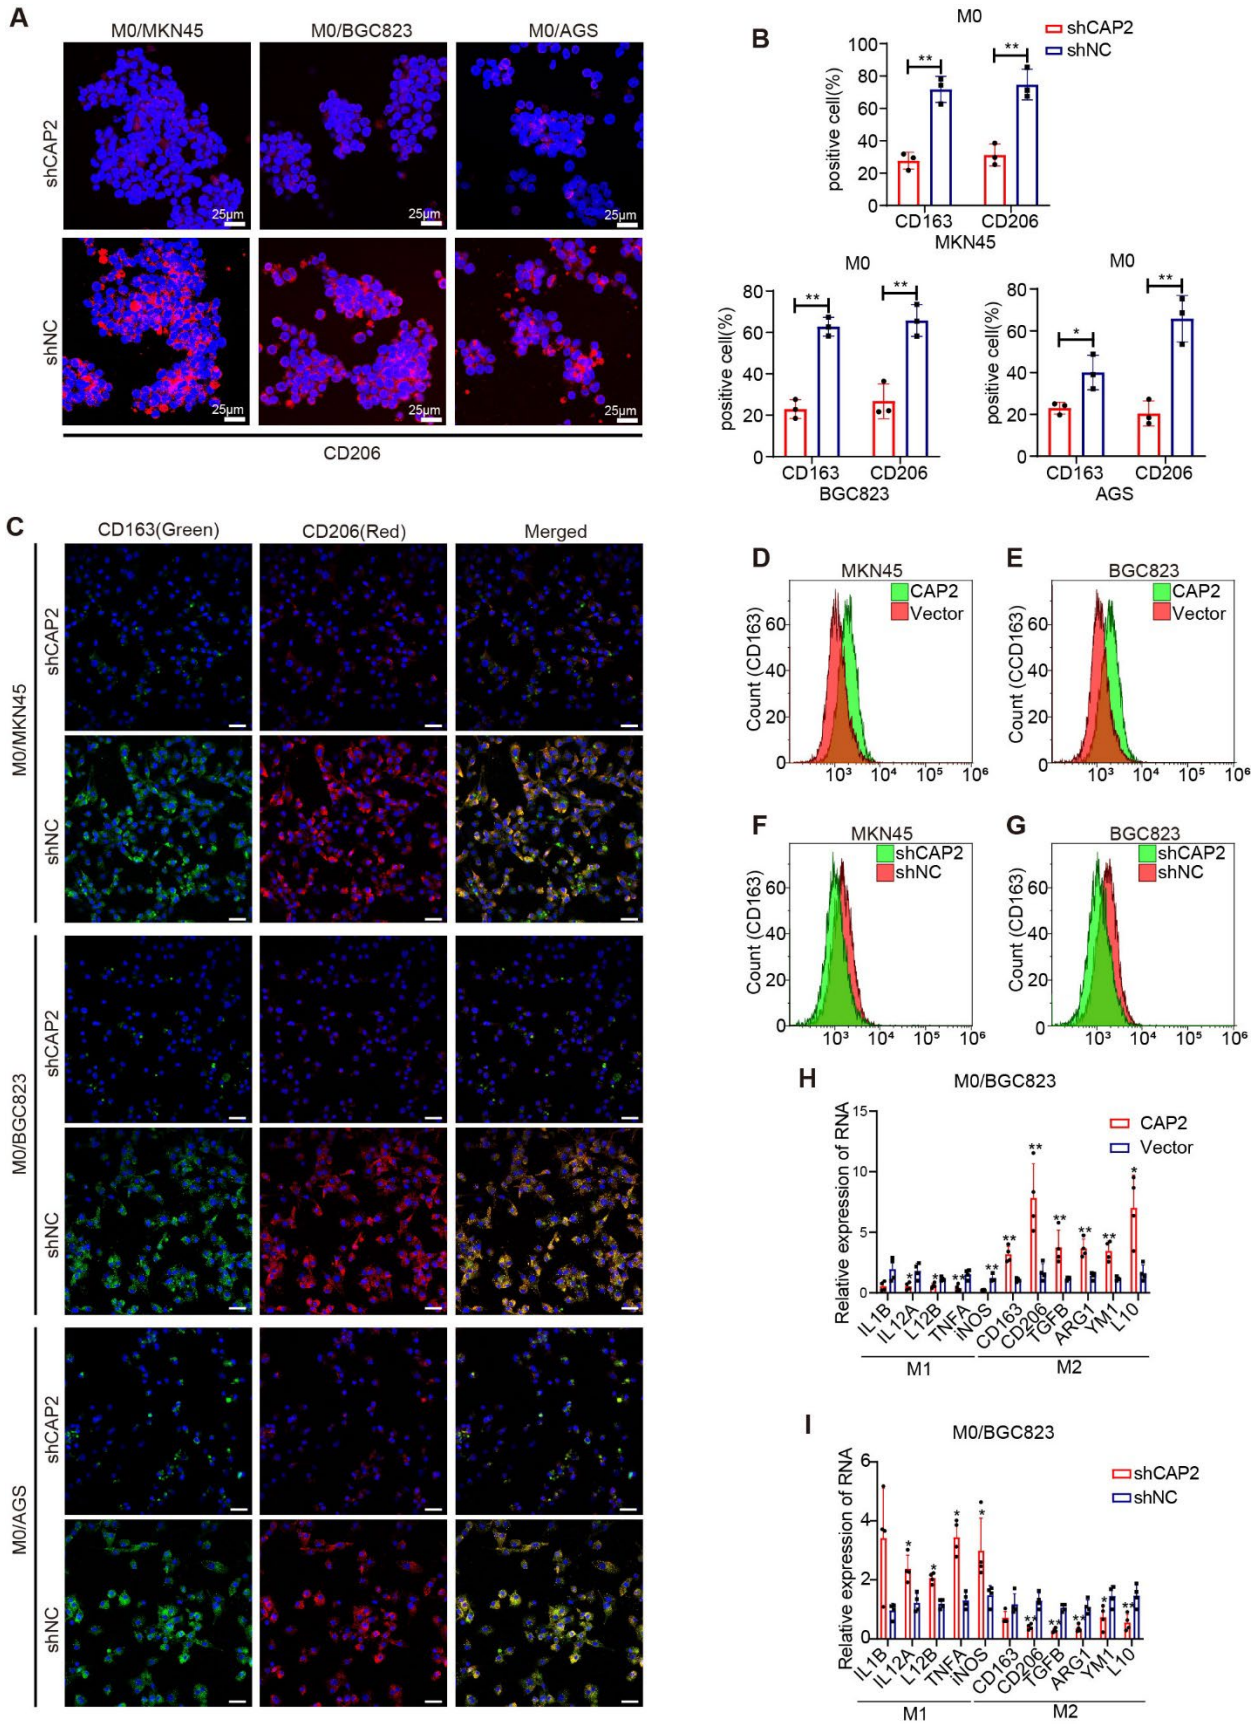 A
M0/MKN45 M0/BGC823 M0/AGS
shCAP2
25µm 25µm 25µm
shNC
25µm 25µm 25µm
CD206
B
M0
shCAP2
shNC
positive cell(%)
100
80
60
40
20
0
** **
CD163 CD206
MKN45
M0
positive cell(%)
80
60
40
20
0
** **
CD163 CD206
BGC823
M0
positive cell(%)
80
60
40
20
0
* **
CD163 CD206
AGS
C
CD163(Green) CD206(Red) Merged
M0/MKN45
shCAP2
shNC
M0/BGC823
shCAP2
shNC
M0/AGS
shCAP2
shNC
D
MKN45
CAP2
Vector
Count (CD163)
60
40
20
0
10³ 10⁴ 10⁵ 10⁶
E
BGC823
CAP2
Vector
Count (CCD163)
60
40
20
0
10³ 10⁴ 10⁵ 10⁶
F
MKN45
shCAP2
shNC
Count (CD163)
60
40
20
0
10³ 10⁴ 10⁵ 10⁶
G
BGC823
shCAP2
shNC
Count (CD163)
60
40
20
0
10³ 10⁴ 10⁵ 10⁶
H
M0/BGC823
CAP2
Vector
Relative expression of RNA
15
10
5
0
* * ** ** ** ** ** ** ** *
IL1B IL12A L12B TNFA iNOS CD163 CD206 TGFB ARG1 YM1 L10
M1 M2
I
M0/BGC823
shCAP2
shNC
Relative expression of RNA
6
4
2
0
* * * * ** ** ** * **
IL1B IL12A L12B TNFA iNOS CD163 CD206 TGFB ARG1 YM1 L10
M1 M2